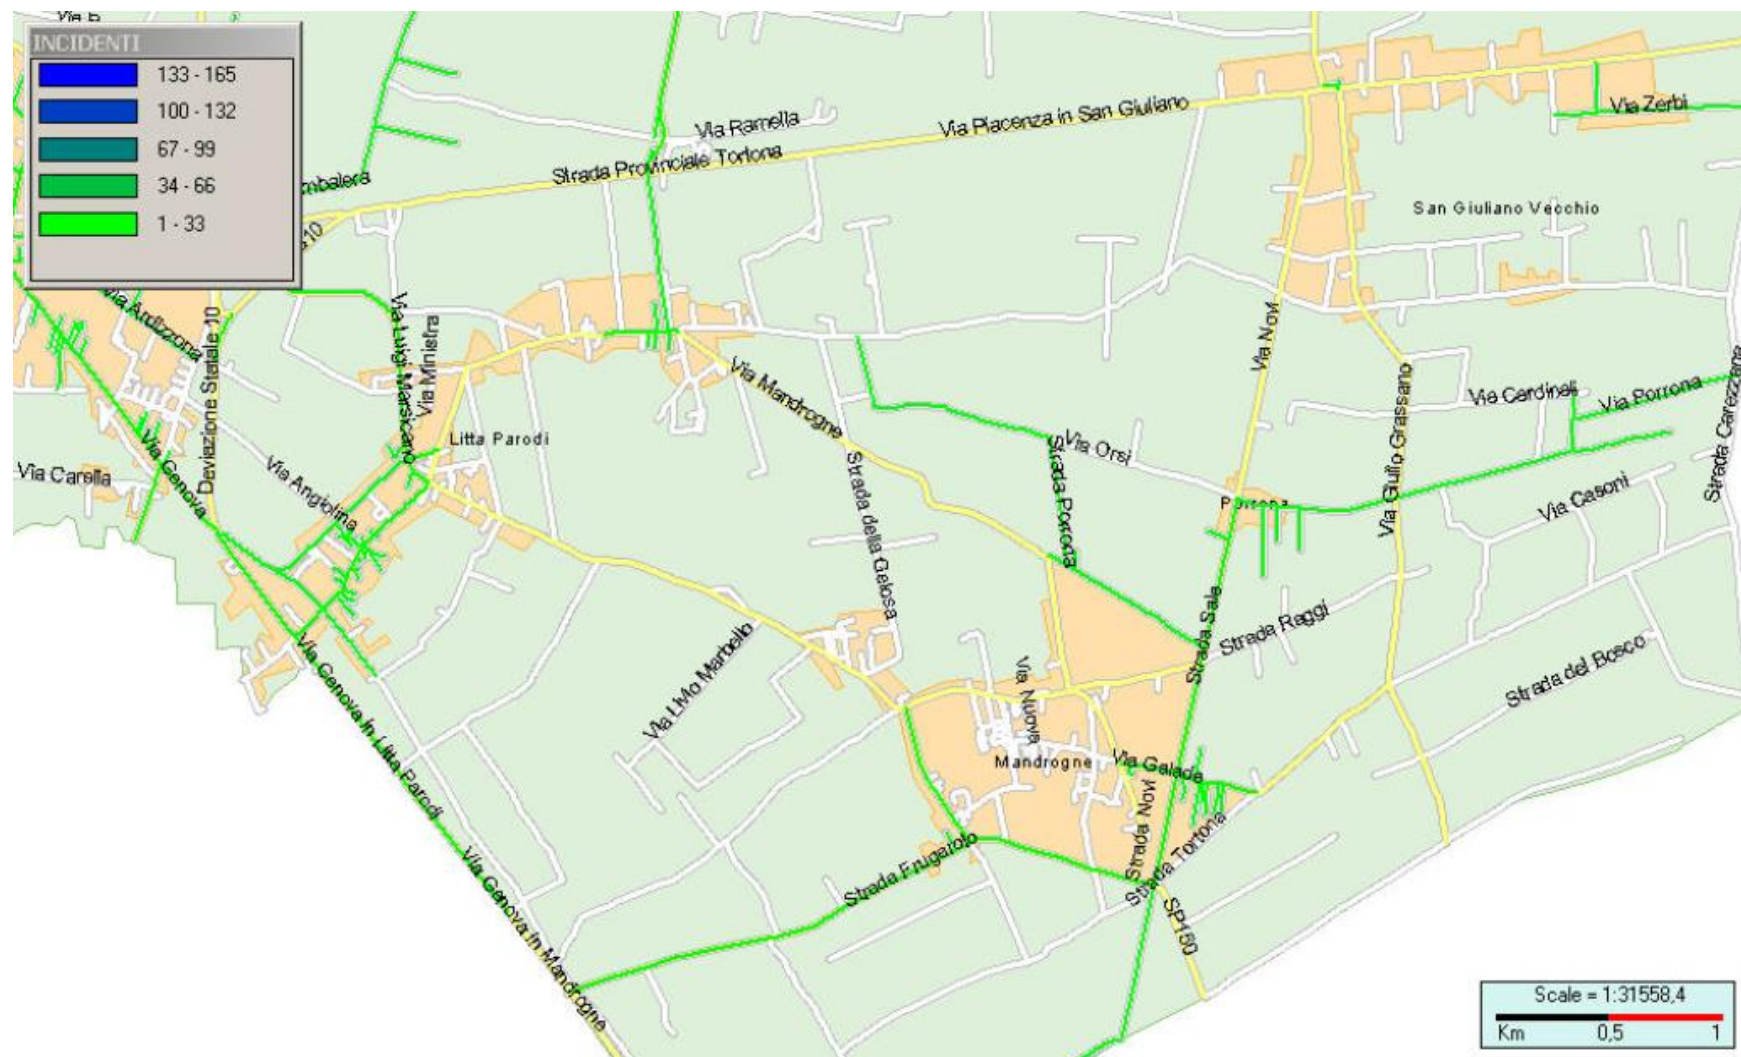 INCIDENTI
133 - 165
100 - 132
67 - 99
34 - 66
1 - 33
Via Ramella
Strada Provinciale Tortona
Via Piacenza in San Giuliano
Via Zerbi
San Giuliano Vecchio
Via Ardizzona
Deviazione Statale 10
Via Luigi Marsicano
Via Ministra
Litta Parodi
Via Mandrogne
Via Novi
Via Giulio Grassano
Via Cardinali
Via Porrona
Strada Carezzana
Via Genova
Via Carella
Via Angiolina
Strada della Gelosa
Strada Porrona
Via Orsi
Porrona
Via Casoni
Strada Sale
Strada Raggi
Strada del Bosco
Via Genova in Litta Parodi
Via Livio Marbello
Via Nuova
Mandrogne
Via Galada
Strada Novi
Strada Tortona
Strada Frugarolo
SP150
Via Genova in Mandrogne
Scale = 1:31558,4
Km 0,5 1